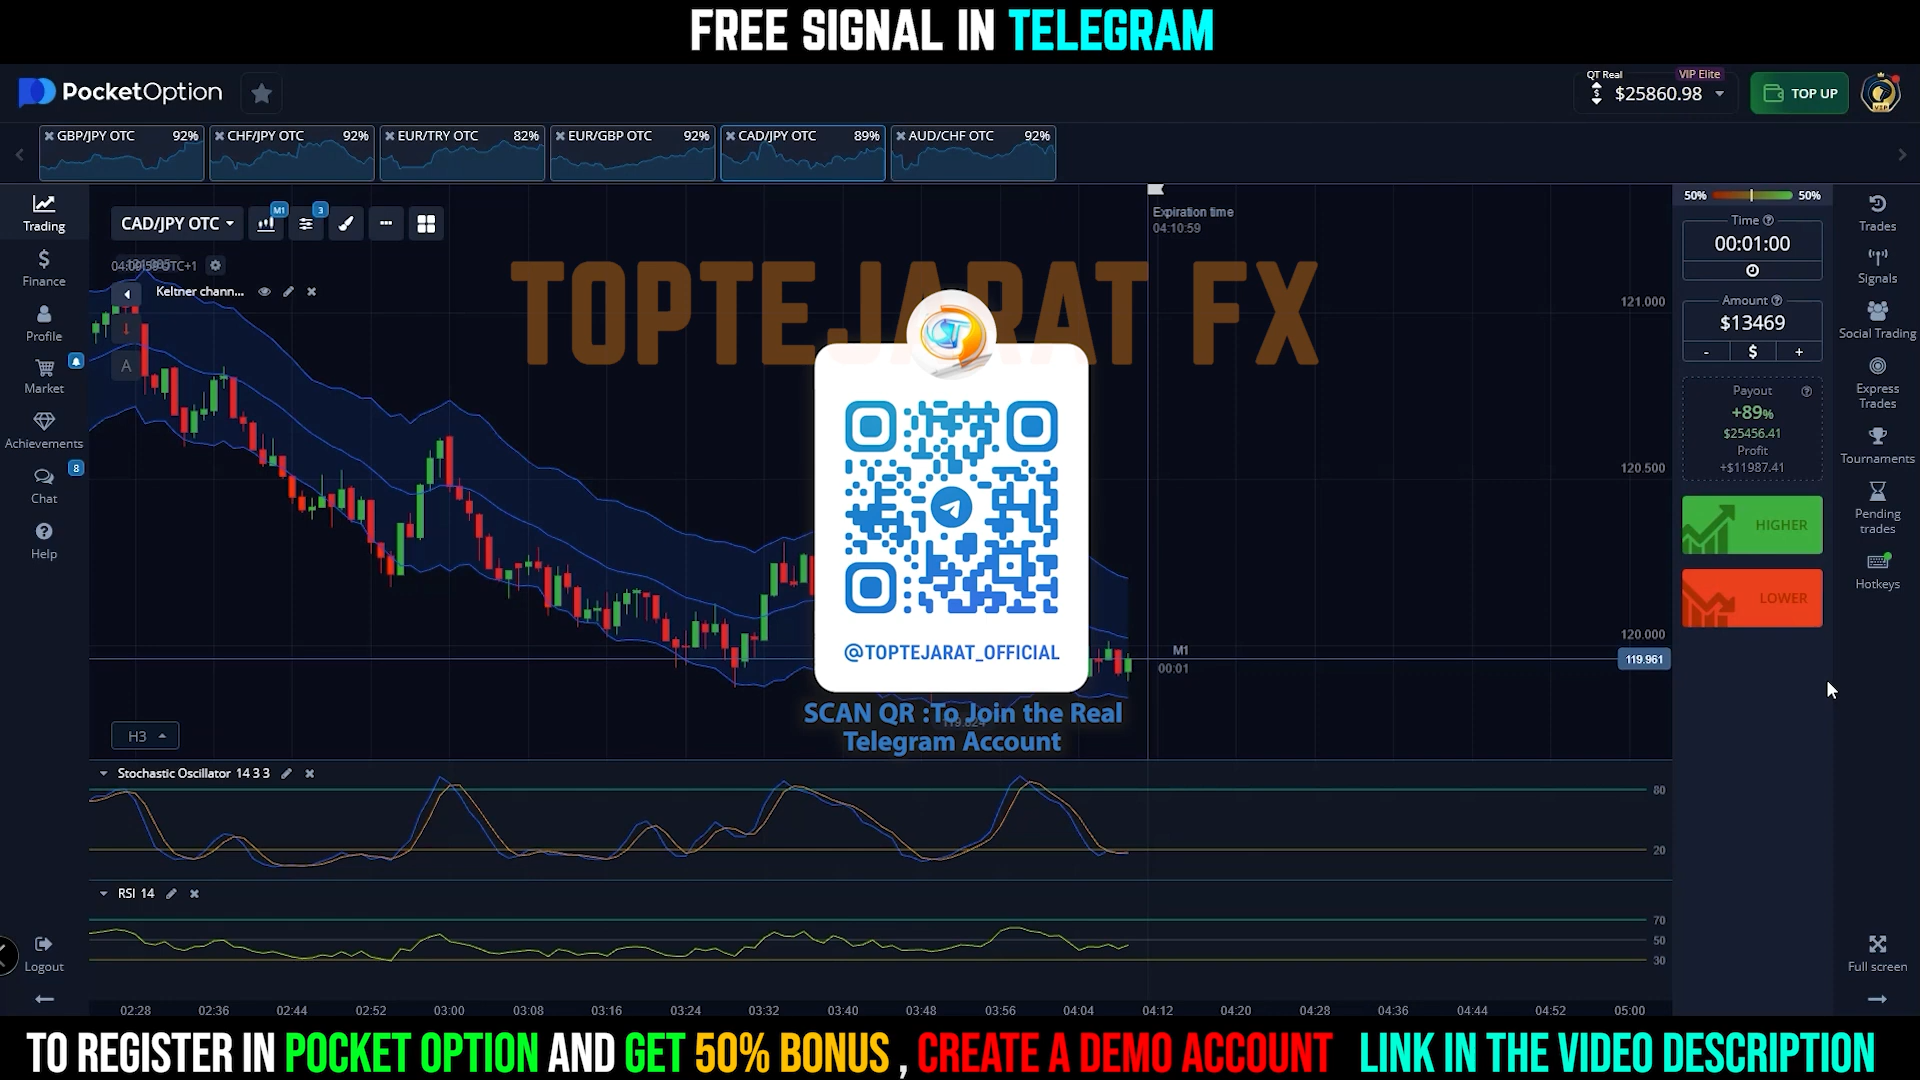 FREE SIGNAL IN TELEGRAM
PocketOption
QT Real
VIP Elite
$25860.98
TOP UP
GBP/JPY OTC 92%
CHF/JPY OTC 92%
EUR/TRY OTC 82%
EUR/GBP OTC 92%
CAD/JPY OTC 89%
AUD/CHF OTC 92%
Trading
Finance
Profile
Market
Achievements
8
Chat
Help
Logout
CAD/JPY OTC
M1
3
Keltner chann...
A
H3
TOPTEJARAT FX
@TOPTEJARAT_OFFICIAL
SCAN QR :To Join the Real
Telegram Account
Expiration time
04:10:59
M1
00:01
121.000
120.500
120.000
119.961
Stochastic Oscillator 14 3 3
80
20
RSI 14
70
50
30
02:28 02:36 02:44 02:52 03:00 03:08 03:16 03:24 03:32 03:40 03:48 03:56 04:04 04:12 04:20 04:28 04:36 04:44 04:52 05:00
50% 50%
Time
00:01:00
Amount
$13469
- $ +
Payout
+89%
$25456.41
Profit
+$11987.41
HIGHER
LOWER
Trades
Signals
Social Trading
Express
Trades
Tournaments
Pending
trades
Hotkeys
Full screen
TO REGISTER IN POCKET OPTION AND GET 50% BONUS , CREATE A DEMO ACCOUNT LINK IN THE VIDEO DESCRIPTION